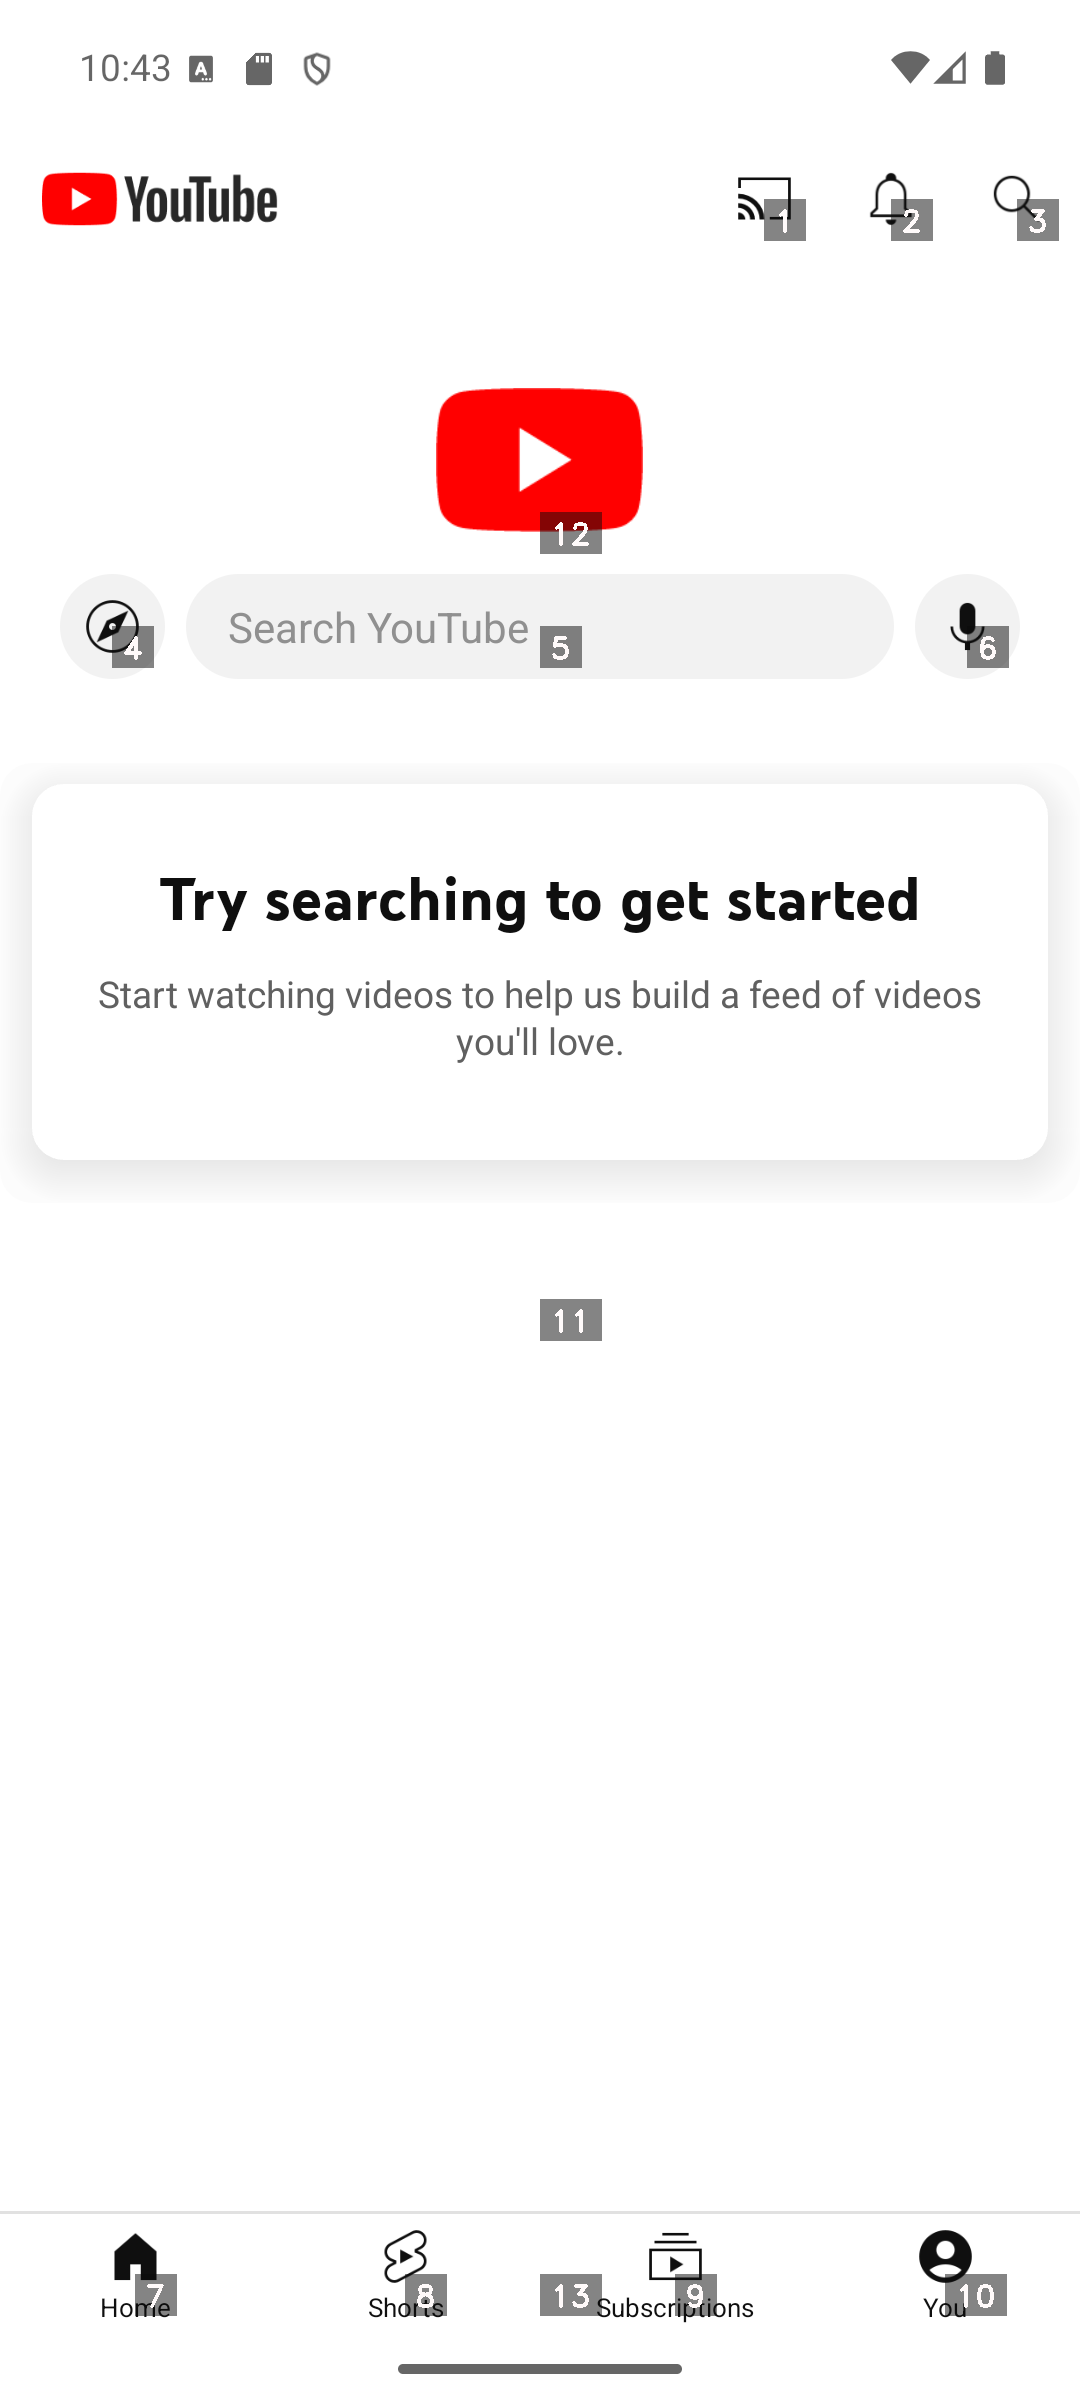 10:43
YouTube
1
2
3
12
4
Search YouTube
5
6
Try searching to get started
Start watching videos to help us build a feed of videos
you'll love.
11
7
8
13
9
10
Home
Shorts
Subscriptions
You